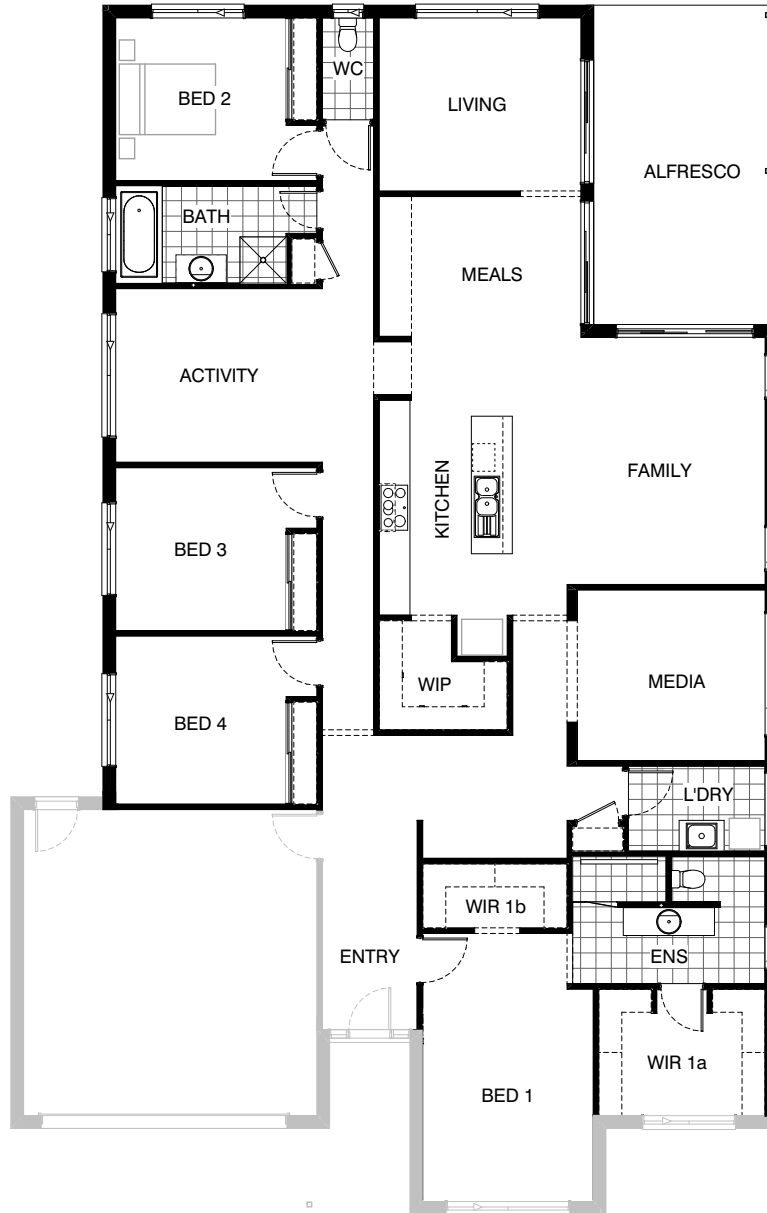 WC
BED 2
LIVING
ALFRESCO
BATH
MEALS
ACTIVITY
FAMILY
KITCHEN
BED 3
WIP
MEDIA
BED 4
L'DRY
WIR 1b
ENTRY
ENS
WIR 1a
BED 1